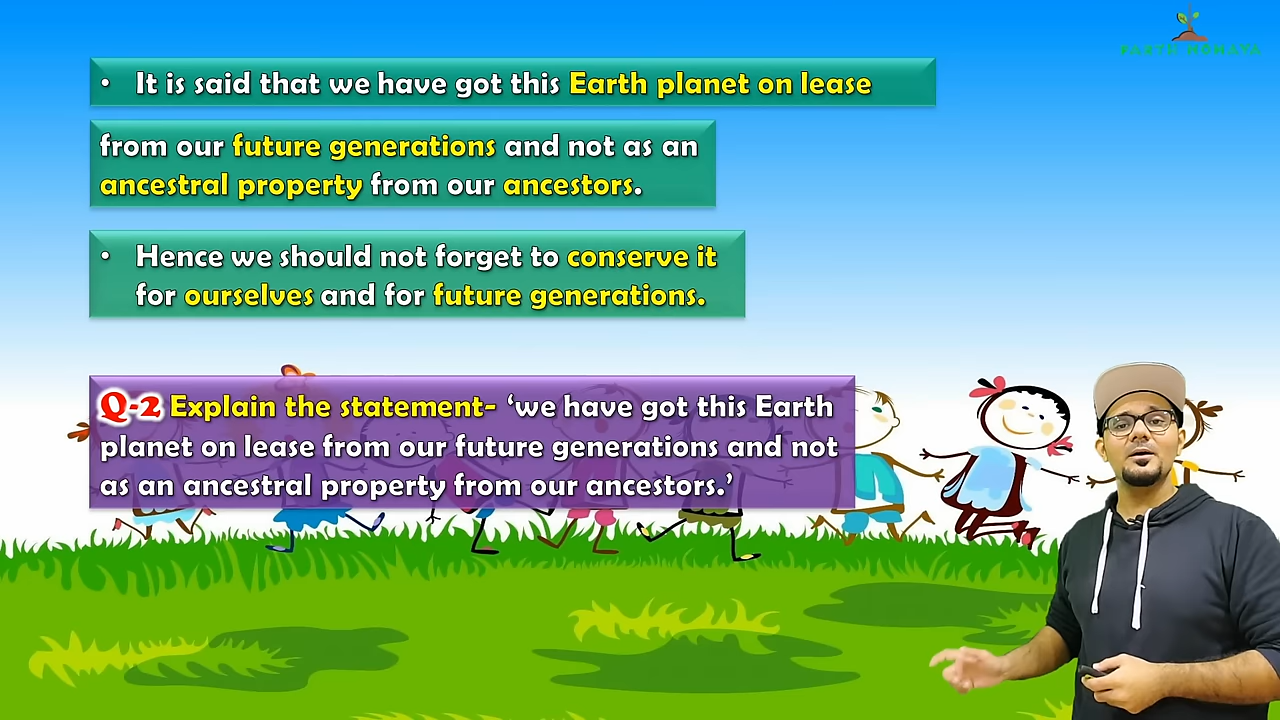 • It is said that we have got this Earth planet on lease
from our future generations and not as an
ancestral property from our ancestors.
• Hence we should not forget to conserve it
for ourselves and for future generations.
Q-2 Explain the statement- ‘we have got this Earth
planet on lease from our future generations and not
as an ancestral property from our ancestors.’